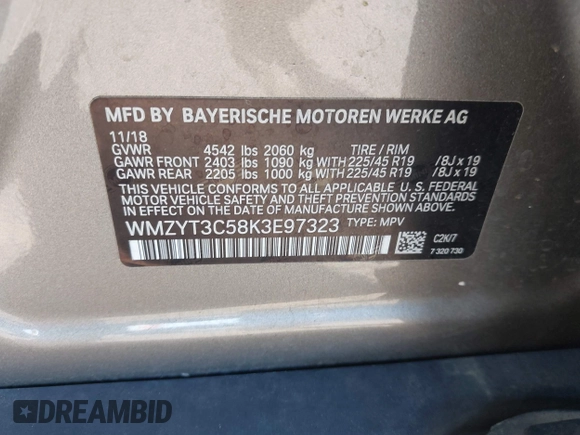 MFD BY BAYERISCHE MOTOREN WERKE AG
11/18
GVWR 4542 lbs 2060 kg TIRE / RIM
GAWR FRONT 2403 lbs 1090 kg WITH 225/45 R19 /8J x 19
GAWR REAR 2205 lbs 1000 kg WITH 225/45 R19 /8J x 19
THIS VEHICLE CONFORMS TO ALL APPLICABLE U. S. FEDERAL
MOTOR VEHICLE SAFETY, BUMPER, AND THEFT PREVENTION STANDARDS
IN EFFECT ON THE DATE OF MANUFACTURE SHOWN ABOVE.
WMZYT3C58K3E97323 TYPE: MPV
C2K/7
7 320 730
DREAMBID